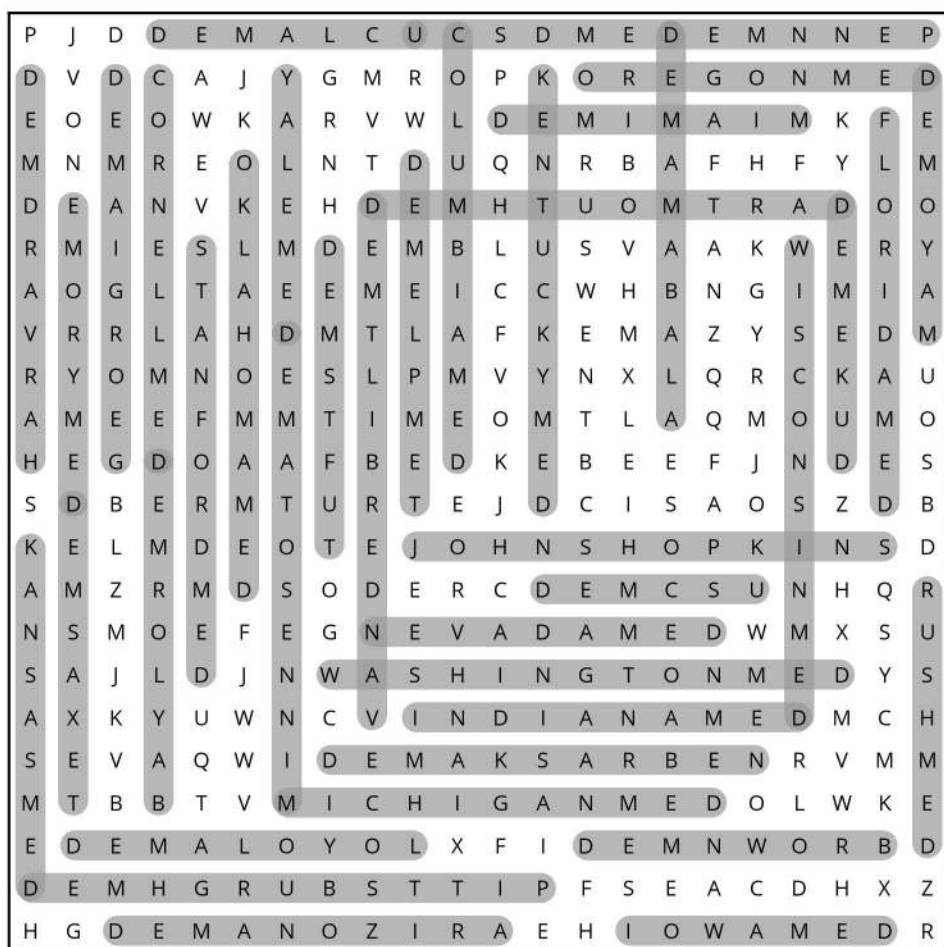 P J D D E M A L C U C S D M E D E M N N E P
D V D C A J Y G M R O P K O R E G O N M E D
E O E O W K A R V W L D E M I M A I M K F E
M N M R E O L N T D U Q N R B A F H F Y L M
D E A N V K E H D E M H T U O M T R A D O O
R M I E S L M D E M B L U S V A A K W E R Y
A O G L T A E E M E I C C W H B N G I M I A
V R R L A H D M T L A F K E M A Z Y S E D M
R Y O M N O E S L P M V Y N X L Q R C K A U
A M E E F M M T I M E O M T L A Q M O U M O
H E G D O A A F B E D K E B E E F J N D E S
S D B E R M T U R T E J D C I S A O S Z D B
K E L M D E O T E J O H N S H O P K I N S D
A M Z R M D S O D E R C D E M C S U N H Q R
N S M O E F E G N E V A D A M E D W M X S U
S A J L D J N W A S H I N G T O N M E D Y S
A X K Y U W N C V I N D I A N A M E D M C H
S E V A Q W I D E M A K S A R B E N R V M M
M T B B T V M I C H I G A N M E D O L W K E
E D E M A L O Y O L X F I D E M N W O R B D
D E M H G R U B S T T I P F S E A C D H X Z
H G D E M A N O Z I R A E H I O W A M E D R